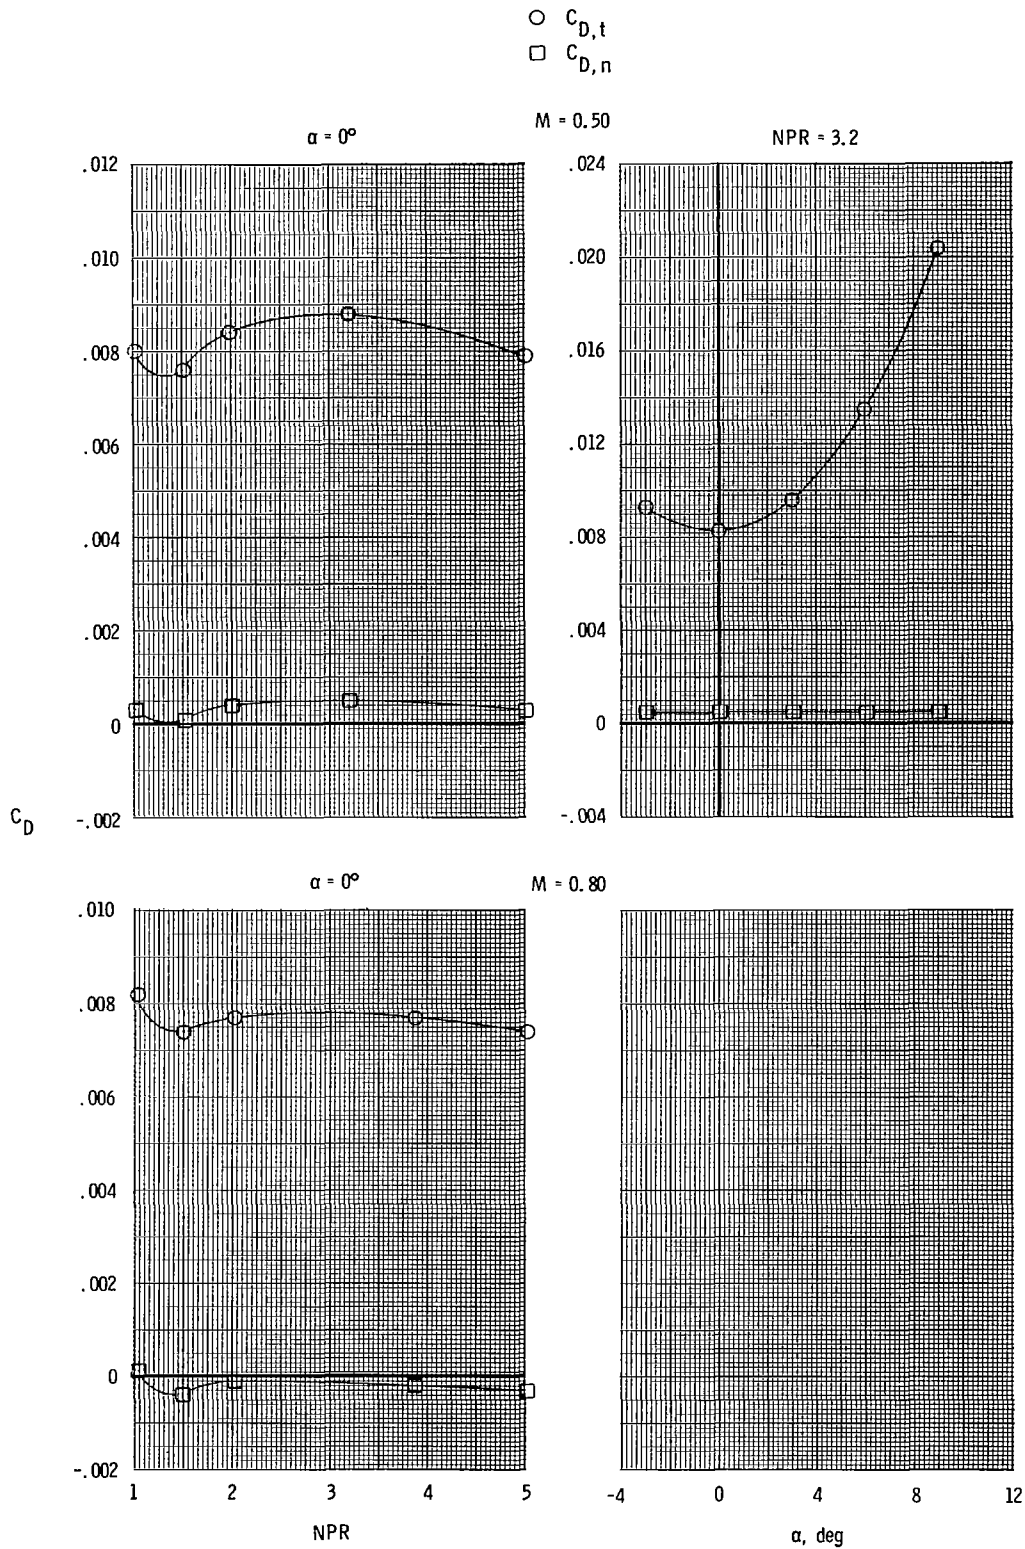 C_D,t
C_D,n
M = 0.50
α = 0°
NPR = 3.2
.012
.010
.008
.006
.004
.002
0
-.002
.024
.020
.016
.012
.008
.004
0
-.004
C_D
α = 0°
M = 0.80
.010
.008
.006
.004
.002
0
-.002
1 2 3 4 5
NPR
-4 0 4 8 12
α, deg